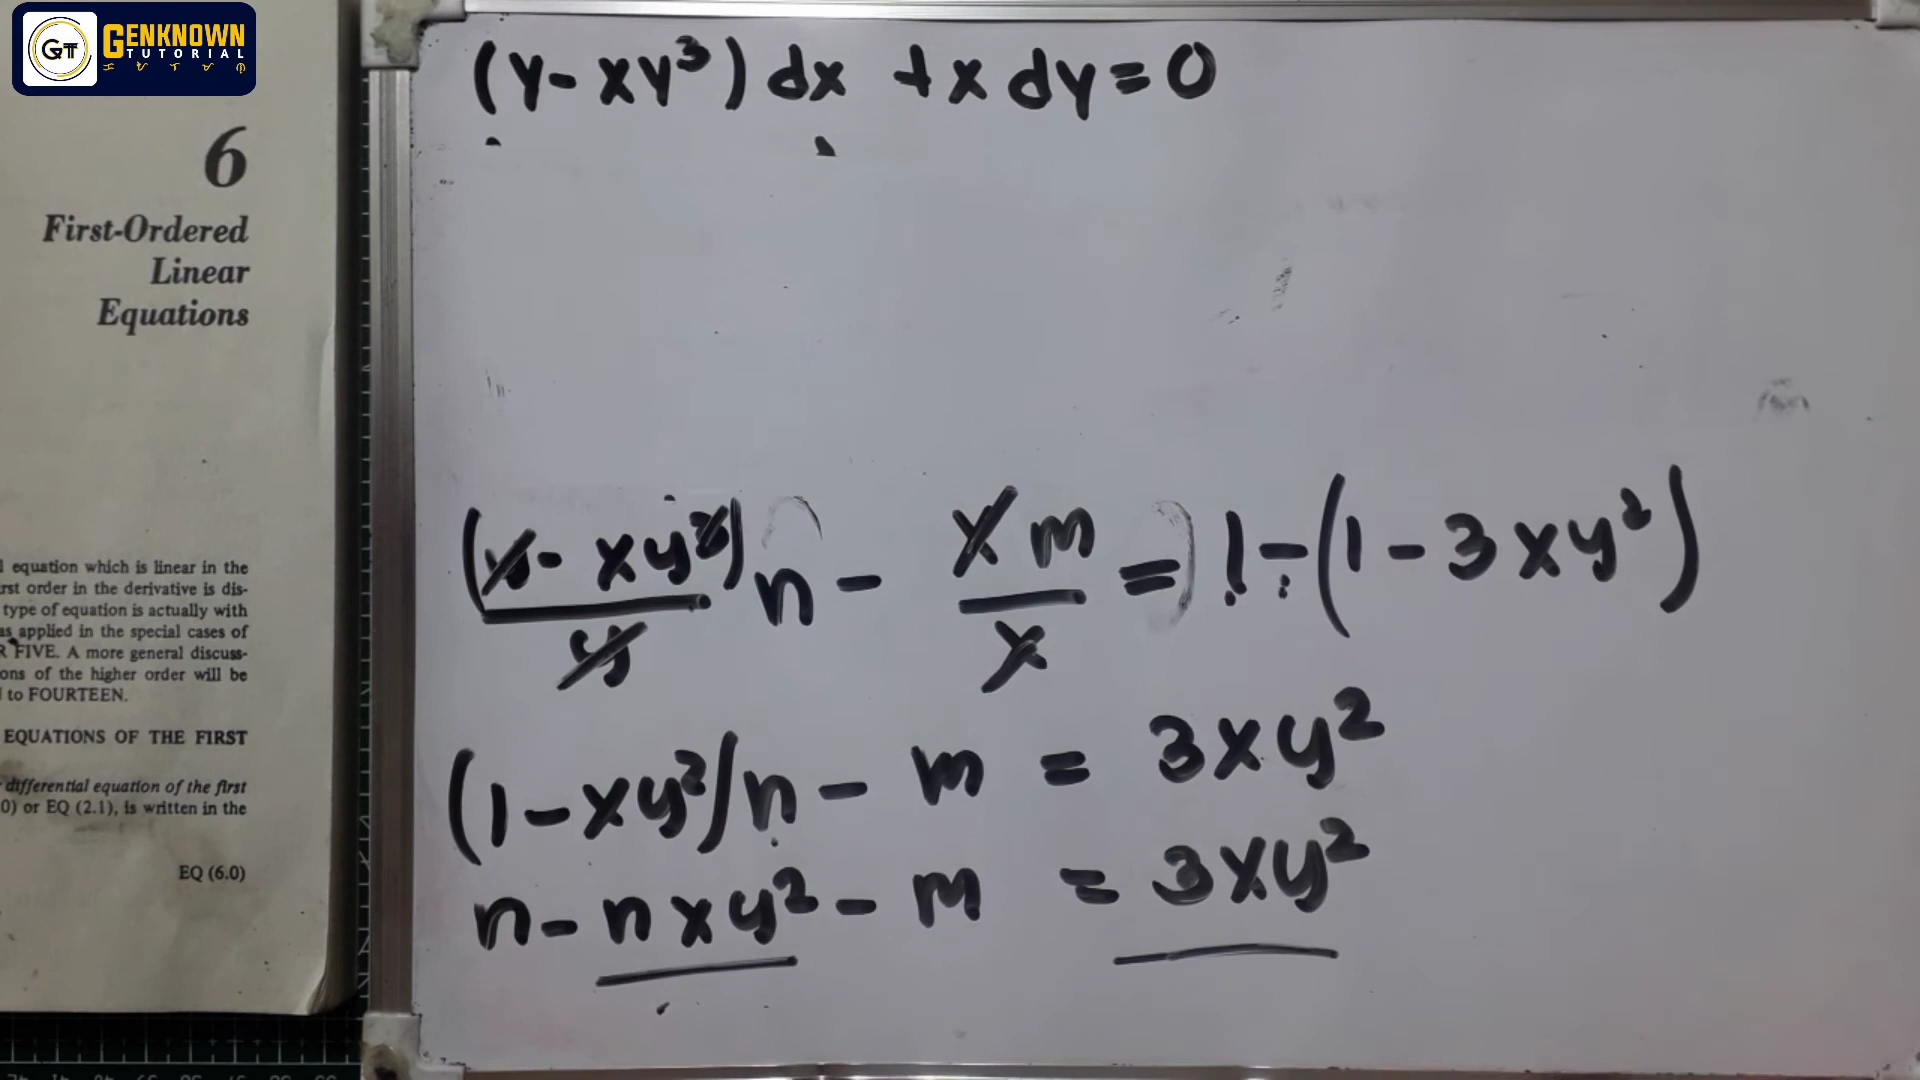 GT GENKNOWN
TUTORIAL
6
First-Ordered
Linear
Equations
equation which is linear in the
rst order in the derivative is dis-
type of equation is actually with
as applied in the special cases of
R FIVE. A more general discuss-
ons of the higher order will be
to FOURTEEN.
EQUATIONS OF THE FIRST
differential equation of the first
0) or EQ (2.1), is written in the
EQ (6.0)
(y - xy³) dx + x dy = 0
(y - xy³)/y n - xm/x = 1 - (1 - 3xy²)
(1 - xy²)n - m = 3xy²
n - nxy² - m = 3xy²